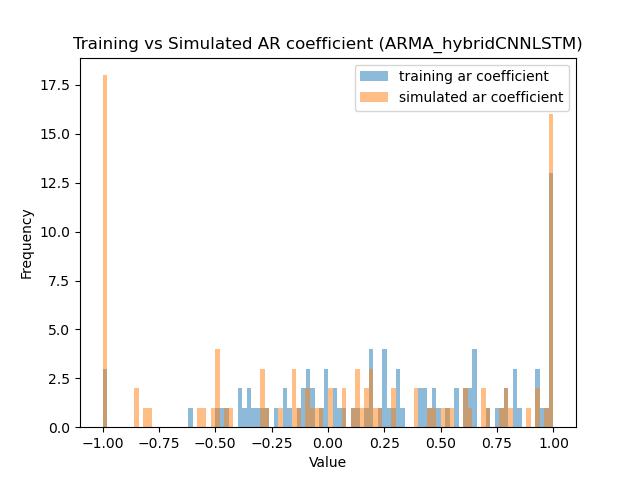 Training vs Simulated AR coefficient (ARMA_hybridCNNLSTM)
training ar coefficient
simulated ar coefficient
17.5
15.0
12.5
10.0
7.5
5.0
2.5
0.0
Frequency
−1.00 −0.75 −0.50 −0.25 0.00 0.25 0.50 0.75 1.00
Value